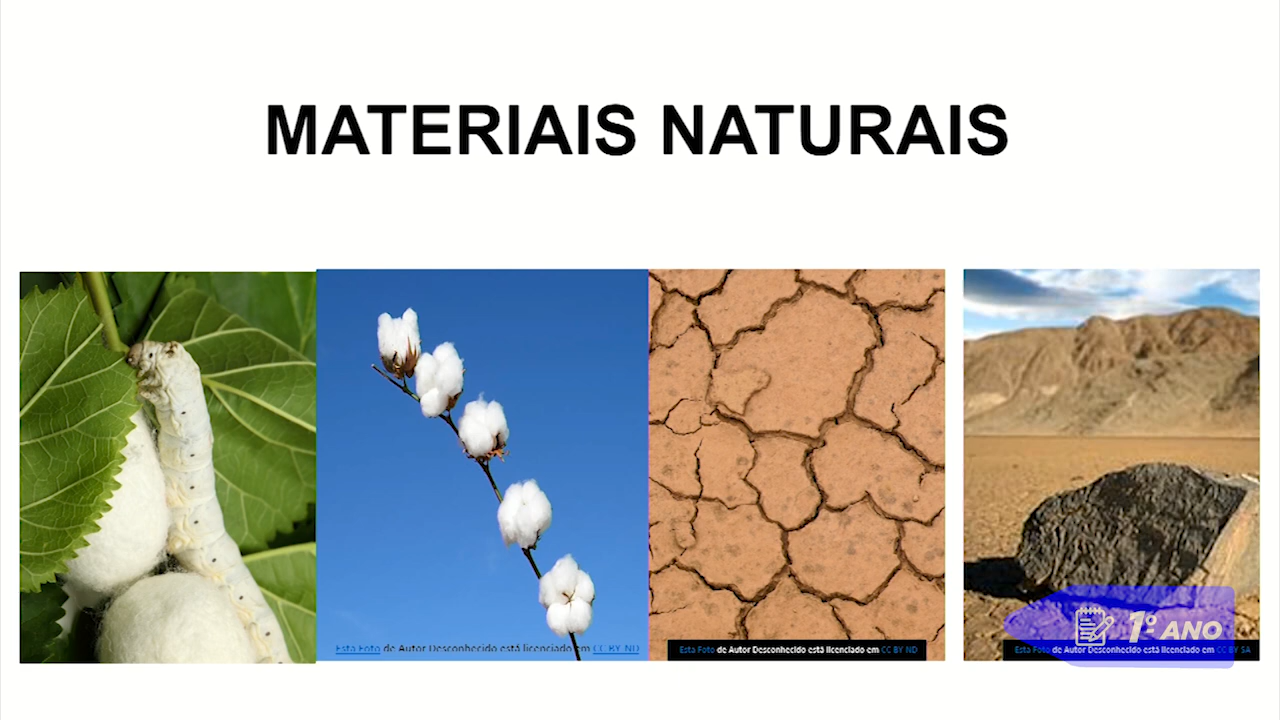 MATERIAIS NATURAIS
Esta Foto de Autor Desconhecido está licenciado em CC BY-ND
Esta Foto de Autor Desconhecido está licenciado em CC BY-ND
Esta Foto de Autor Desconhecido está licenciado em CC BY-SA
1º ANO